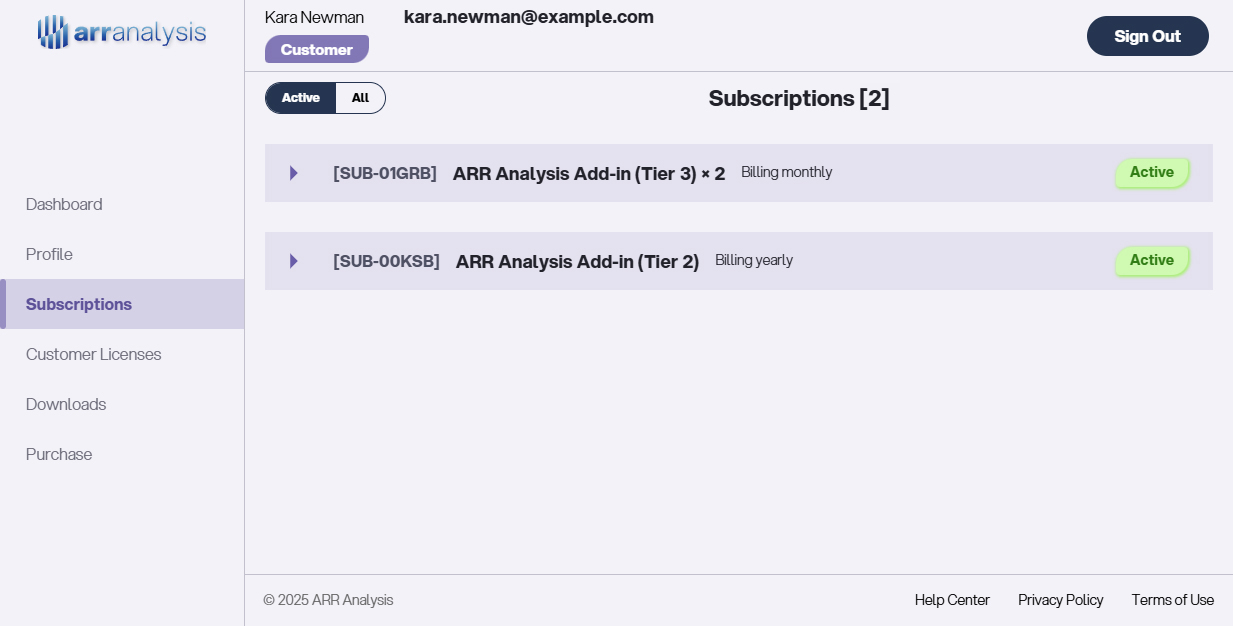 arranalysis
Kara Newman
kara.newman@example.com
Customer
Sign Out
Active
All
Subscriptions [2]
[SUB-01GRB] ARR Analysis Add-in (Tier 3) × 2 Billing monthly Active
[SUB-00KSB] ARR Analysis Add-in (Tier 2) Billing yearly Active
Dashboard
Profile
Subscriptions
Customer Licenses
Downloads
Purchase
© 2025 ARR Analysis
Help Center
Privacy Policy
Terms of Use